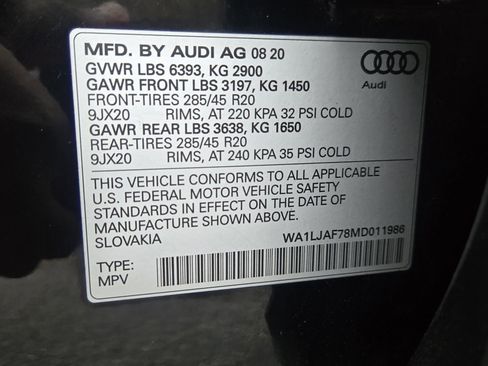 MFD. BY AUDI AG 08 20
GVWR LBS 6393, KG 2900
GAWR FRONT LBS 3197, KG 1450
FRONT-TIRES 285/45 R20
9JX20 RIMS, AT 220 KPA 32 PSI COLD
GAWR REAR LBS 3638, KG 1650
REAR-TIRES 285/45 R20
9JX20 RIMS, AT 240 KPA 35 PSI COLD
Audi
THIS VEHICLE CONFORMS TO ALL APPLICABLE
U.S. FEDERAL MOTOR VEHICLE SAFETY
STANDARDS IN EFFECT ON THE DATE OF
MANUFACTURE SHOWN ABOVE.
SLOVAKIA WA1LJAF78MD011986
TYPE:
MPV